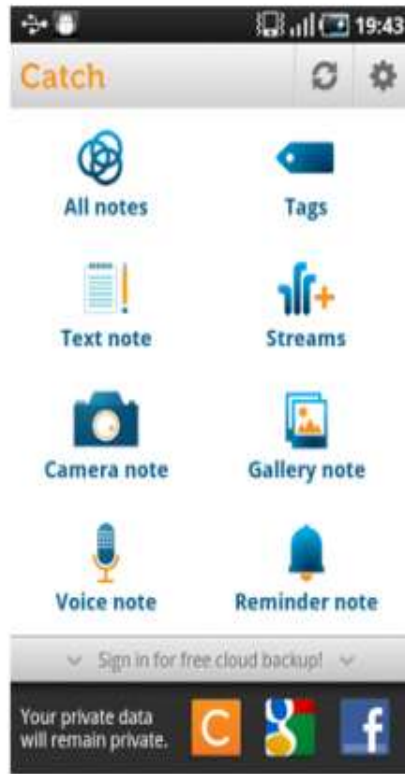 19:43
Catch
All notes
Tags
Text note
Streams
Camera note
Gallery note
Voice note
Reminder note
Sign in for free cloud backup!
Your private data
will remain private.
C
g
f